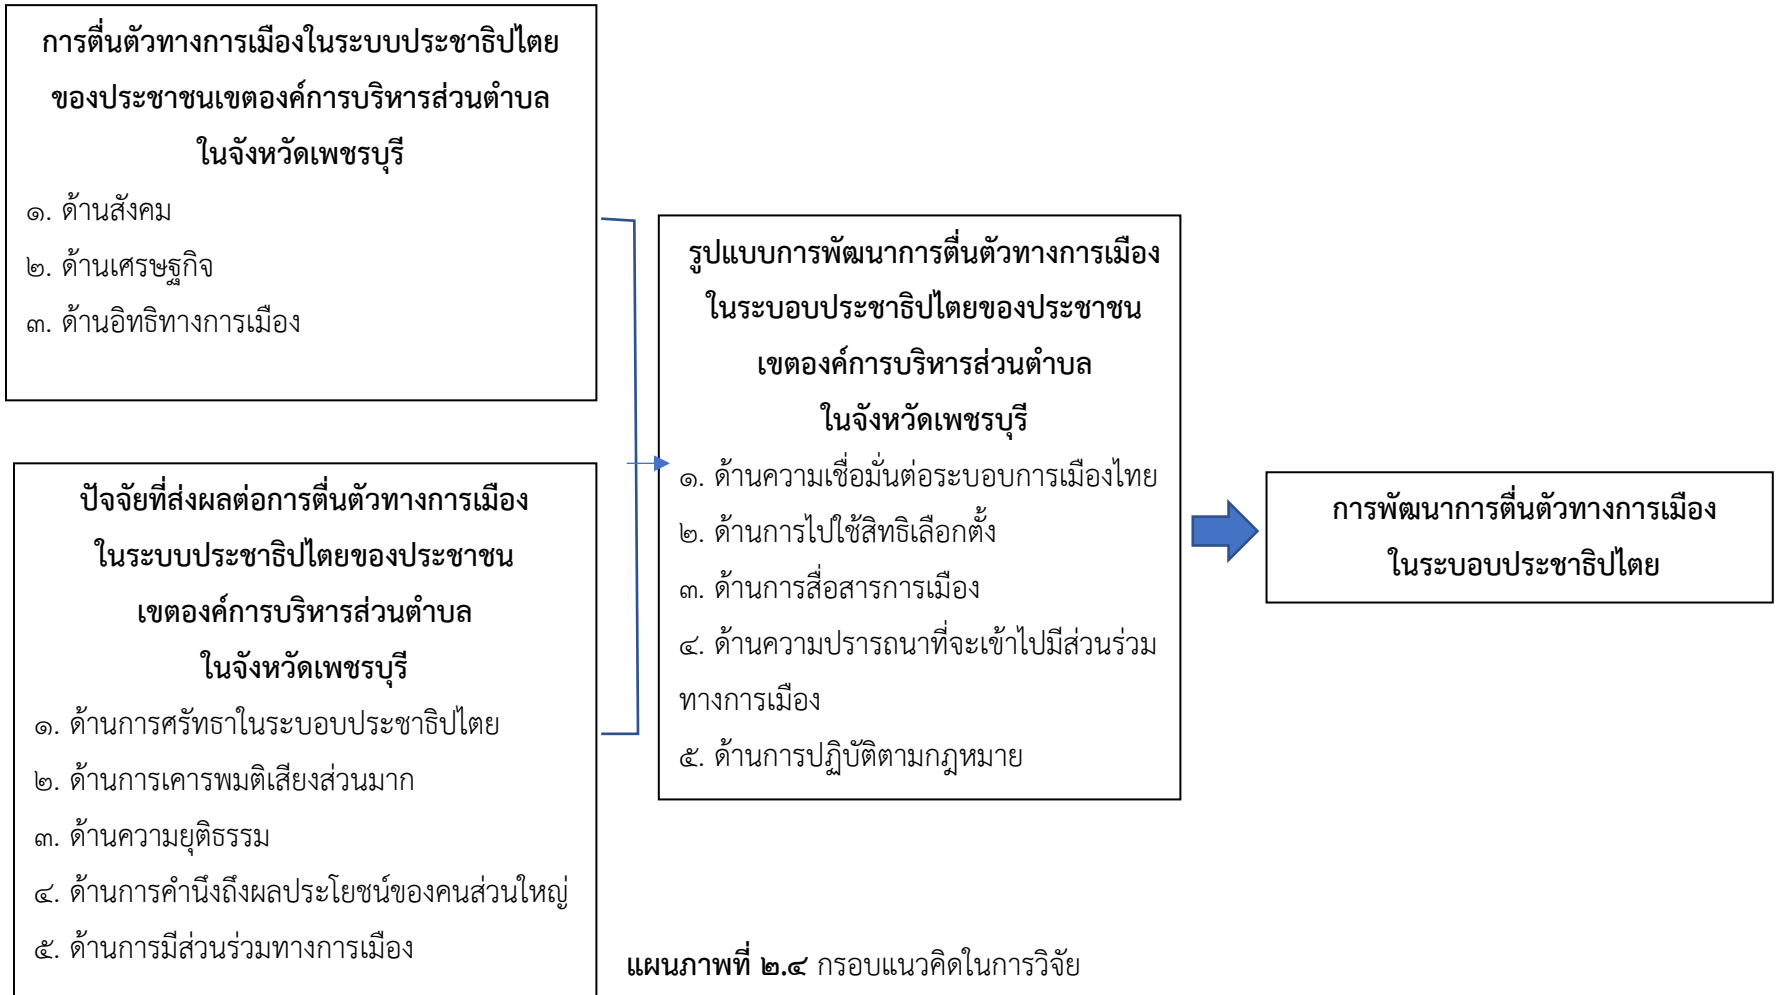 การตื่นตัวทางการเมืองในระบบประชาธิปไตย
ของประชาชนเขตองค์การบริหารส่วนตำบล
ในจังหวัดเพชรบุรี
๑. ด้านสังคม
๒. ด้านเศรษฐกิจ
๓. ด้านอิทธิทางการเมือง
ปัจจัยที่ส่งผลต่อการตื่นตัวทางการเมือง
ในระบบประชาธิปไตยของประชาชน
เขตองค์การบริหารส่วนตำบล
ในจังหวัดเพชรบุรี
๑. ด้านการศรัทธาในระบอบประชาธิปไตย
๒. ด้านการเคารพมติเสียงส่วนมาก
๓. ด้านความยุติธรรม
๔. ด้านการคำนึงถึงผลประโยชน์ของคนส่วนใหญ่
๕. ด้านการมีส่วนร่วมทางการเมือง
รูปแบบการพัฒนาการตื่นตัวทางการเมือง
ในระบอบประชาธิปไตยของประชาชน
เขตองค์การบริหารส่วนตำบล
ในจังหวัดเพชรบุรี
๑. ด้านความเชื่อมั่นต่อระบอบการเมืองไทย
๒. ด้านการไปใช้สิทธิเลือกตั้ง
๓. ด้านการสื่อสารการเมือง
๔. ด้านความปรารถนาที่จะเข้าไปมีส่วนร่วม
ทางการเมือง
๕. ด้านการปฏิบัติตามกฎหมาย
การพัฒนาการตื่นตัวทางการเมือง
ในระบอบประชาธิปไตย
แผนภาพที่ ๒.๔ กรอบแนวคิดในการวิจัย